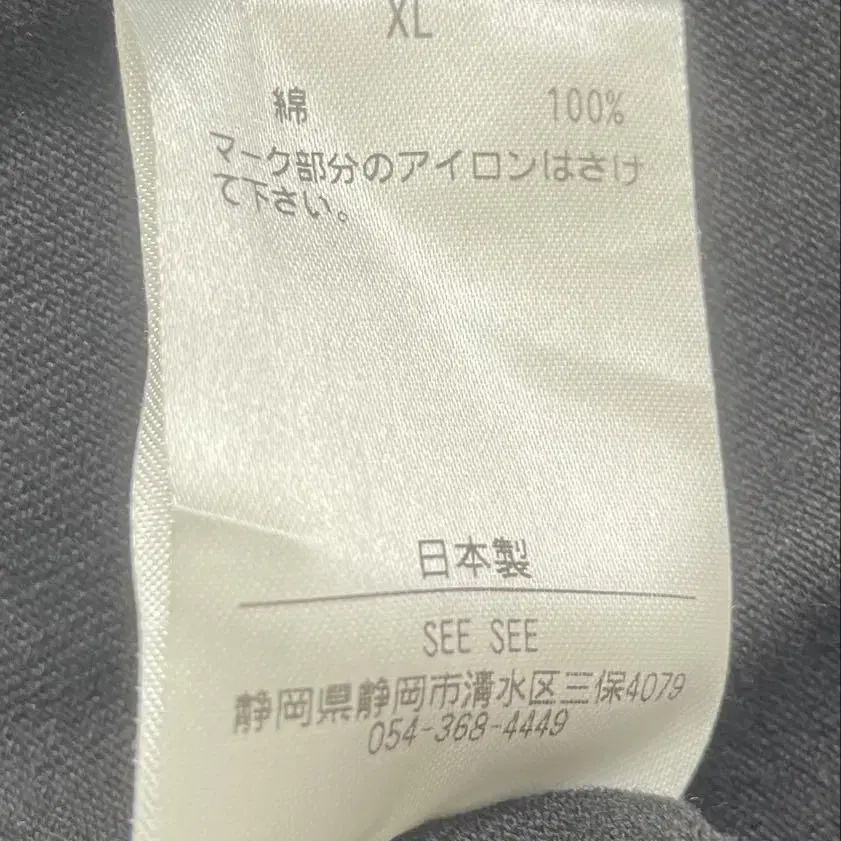 XL
綿 100%
マーク部分のアイロンはさけ
て下さい。
日本製
SEE SEE
静岡県静岡市清水区三保4079
054-368-4449